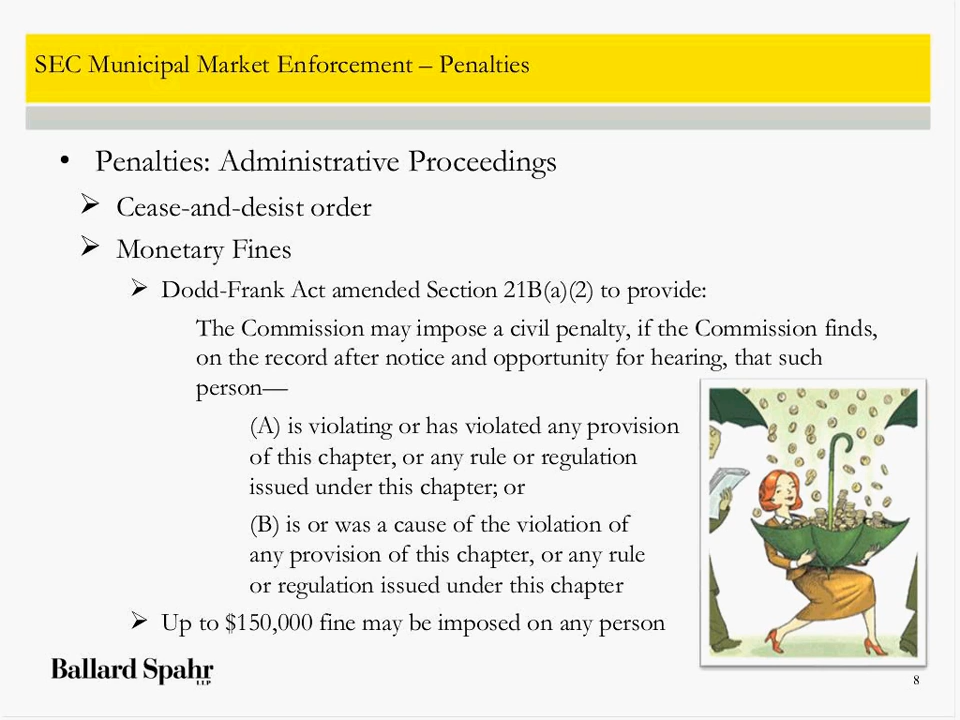 SEC Municipal Market Enforcement – Penalties
• Penalties: Administrative Proceedings
➢ Cease-and-desist order
➢ Monetary Fines
➢ Dodd-Frank Act amended Section 21B(a)(2) to provide:
The Commission may impose a civil penalty, if the Commission finds,
on the record after notice and opportunity for hearing, that such
person—
(A) is violating or has violated any provision
of this chapter, or any rule or regulation
issued under this chapter; or
(B) is or was a cause of the violation of
any provision of this chapter, or any rule
or regulation issued under this chapter
➢ Up to $150,000 fine may be imposed on any person
Ballard Spahr
LLP
8